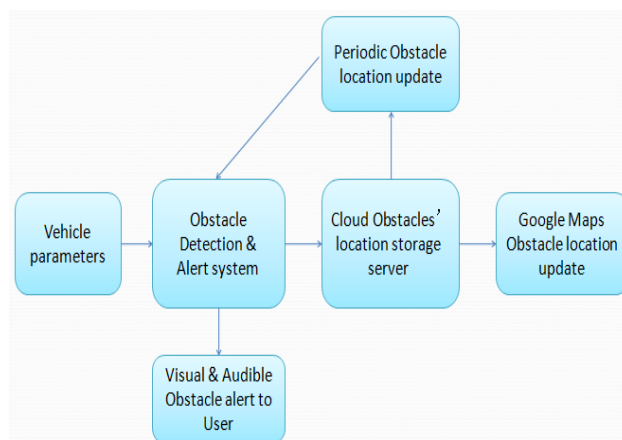 Periodic Obstacle
location update
Vehicle
parameters
Obstacle
Detection &
Alert system
Cloud Obstacles’
location storage
server
Google Maps
Obstacle location
update
Visual & Audible
Obstacle alert to
User